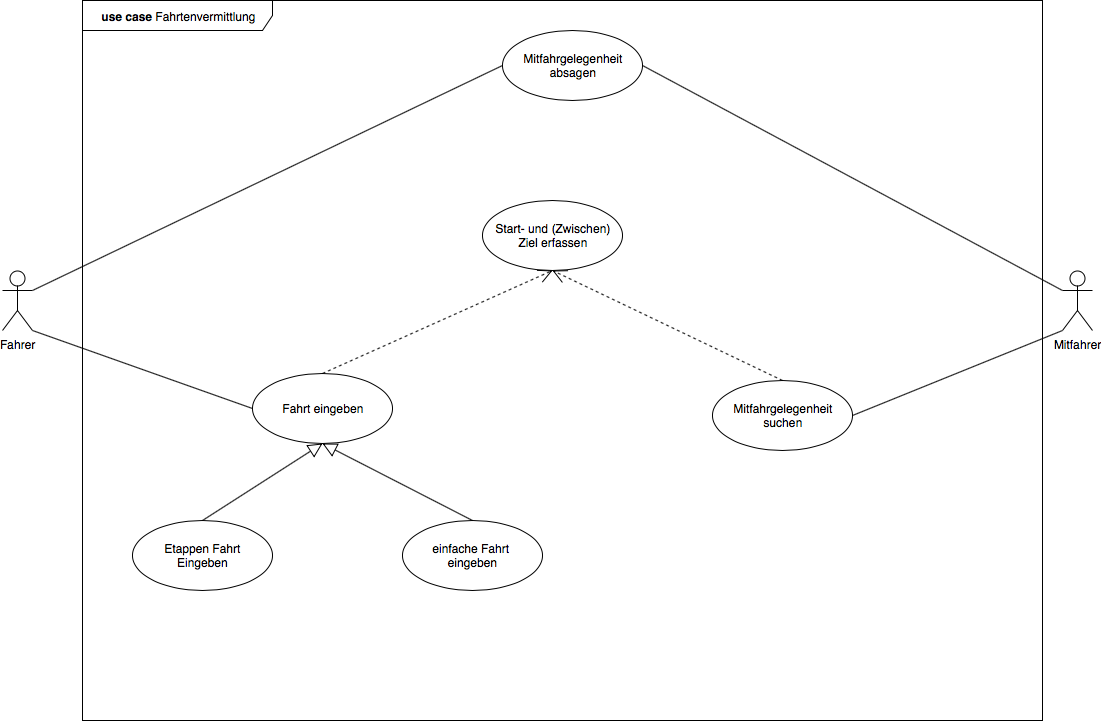 use case Fahrtenvermittlung
Mitfahrgelegenheit
absagen
Start- und (Zwischen)
Ziel erfassen
Fahrer
Mitfahrer
Fahrt eingeben
Mitfahrgelegenheit
suchen
Etappen Fahrt
Eingeben
einfache Fahrt
eingeben